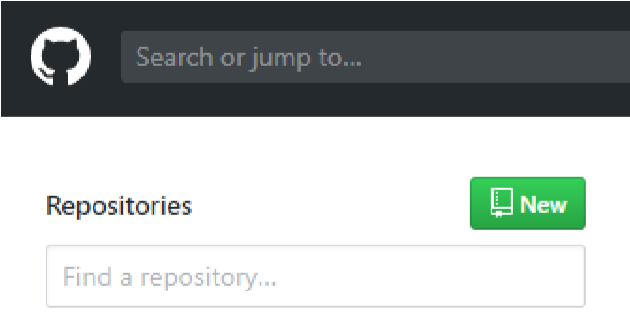 Search or jump to...
Repositories
New
Find a repository...